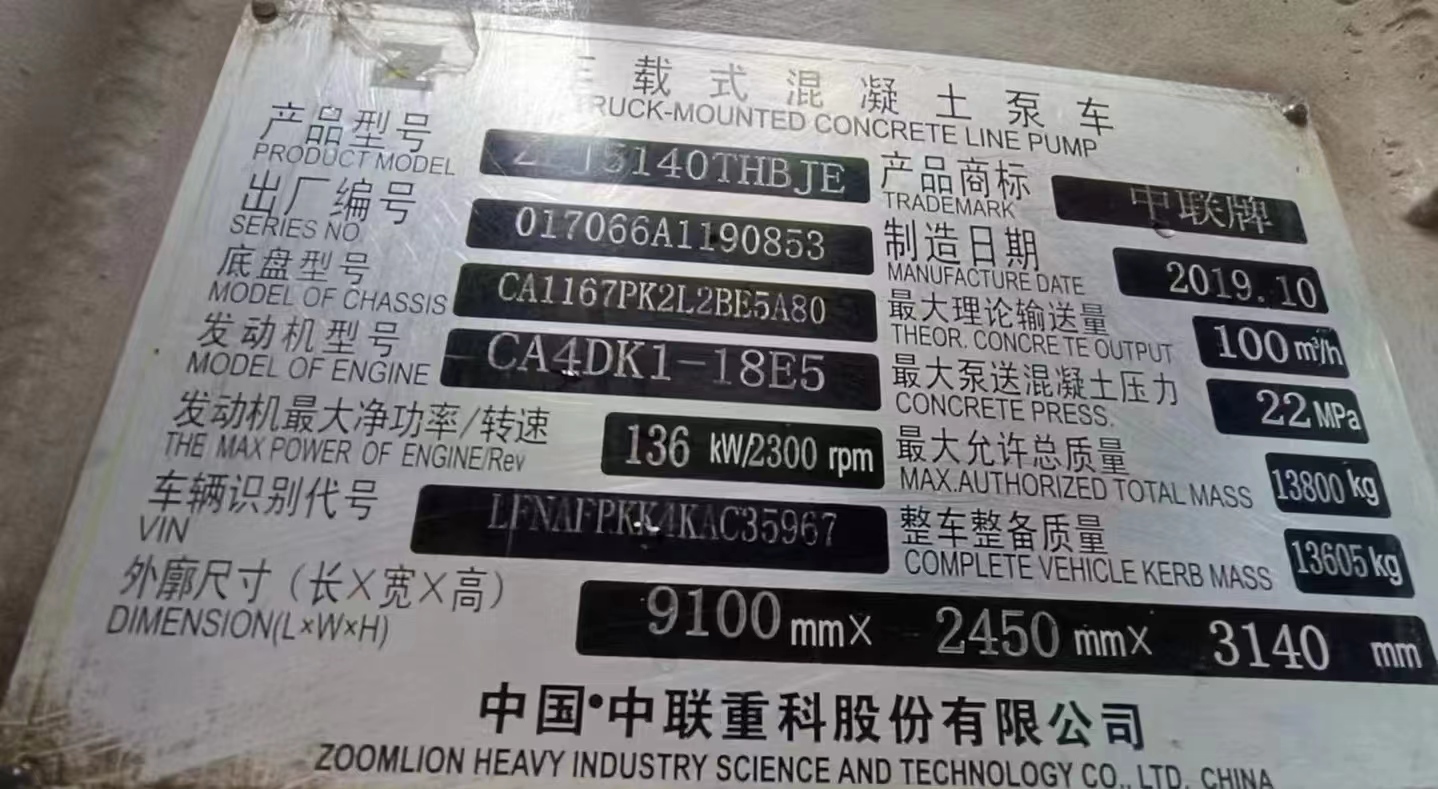 车载式混凝土泵车
TRUCK-MOUNTED CONCRETE LINE PUMP
产品型号 ZLJ5140THBJE 产品商标 中联牌
PRODUCT MODEL TRADEMARK
出厂编号 017066A1190853 制造日期 2019.10
SERIES NO MANUFACTURE DATE
底盘型号 CA1167PK2L2BE5A80 最大理论输送量 100 m³/h
MODEL OF CHASSIS THEOR. CONCRETE OUTPUT
发动机型号 CA4DK1-18E5 最大泵送混凝土压力 22 MPa
MODEL OF ENGINE CONCRETE PRESS.
发动机最大净功率/转速 136 kW/2300 rpm 最大允许总质量 13800 kg
THE MAX POWER OF ENGINE/Rev MAX.AUTHORIZED TOTAL MASS
车辆识别代号 LFNAFPKK4KAC35967 整车整备质量 13605 kg
VIN COMPLETE VEHICLE KERB MASS
外廓尺寸（长×宽×高） 9100 mm× 2450 mm× 3140 mm
DIMENSION(L×W×H)
中国·中联重科股份有限公司
ZOOMLION HEAVY INDUSTRY SCIENCE AND TECHNOLOGY CO., LTD, CHINA